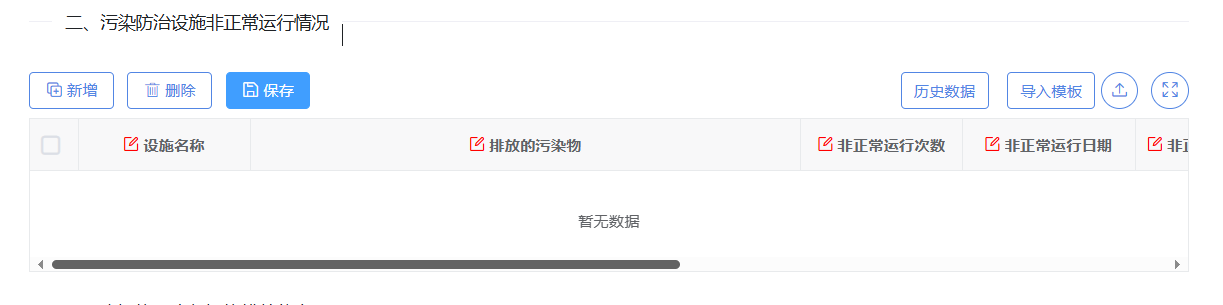 二、污染防治设施非正常运行情况
新增 删除 保存 历史数据 导入模板
设施名称 排放的污染物 非正常运行次数 非正常运行日期 非
暂无数据